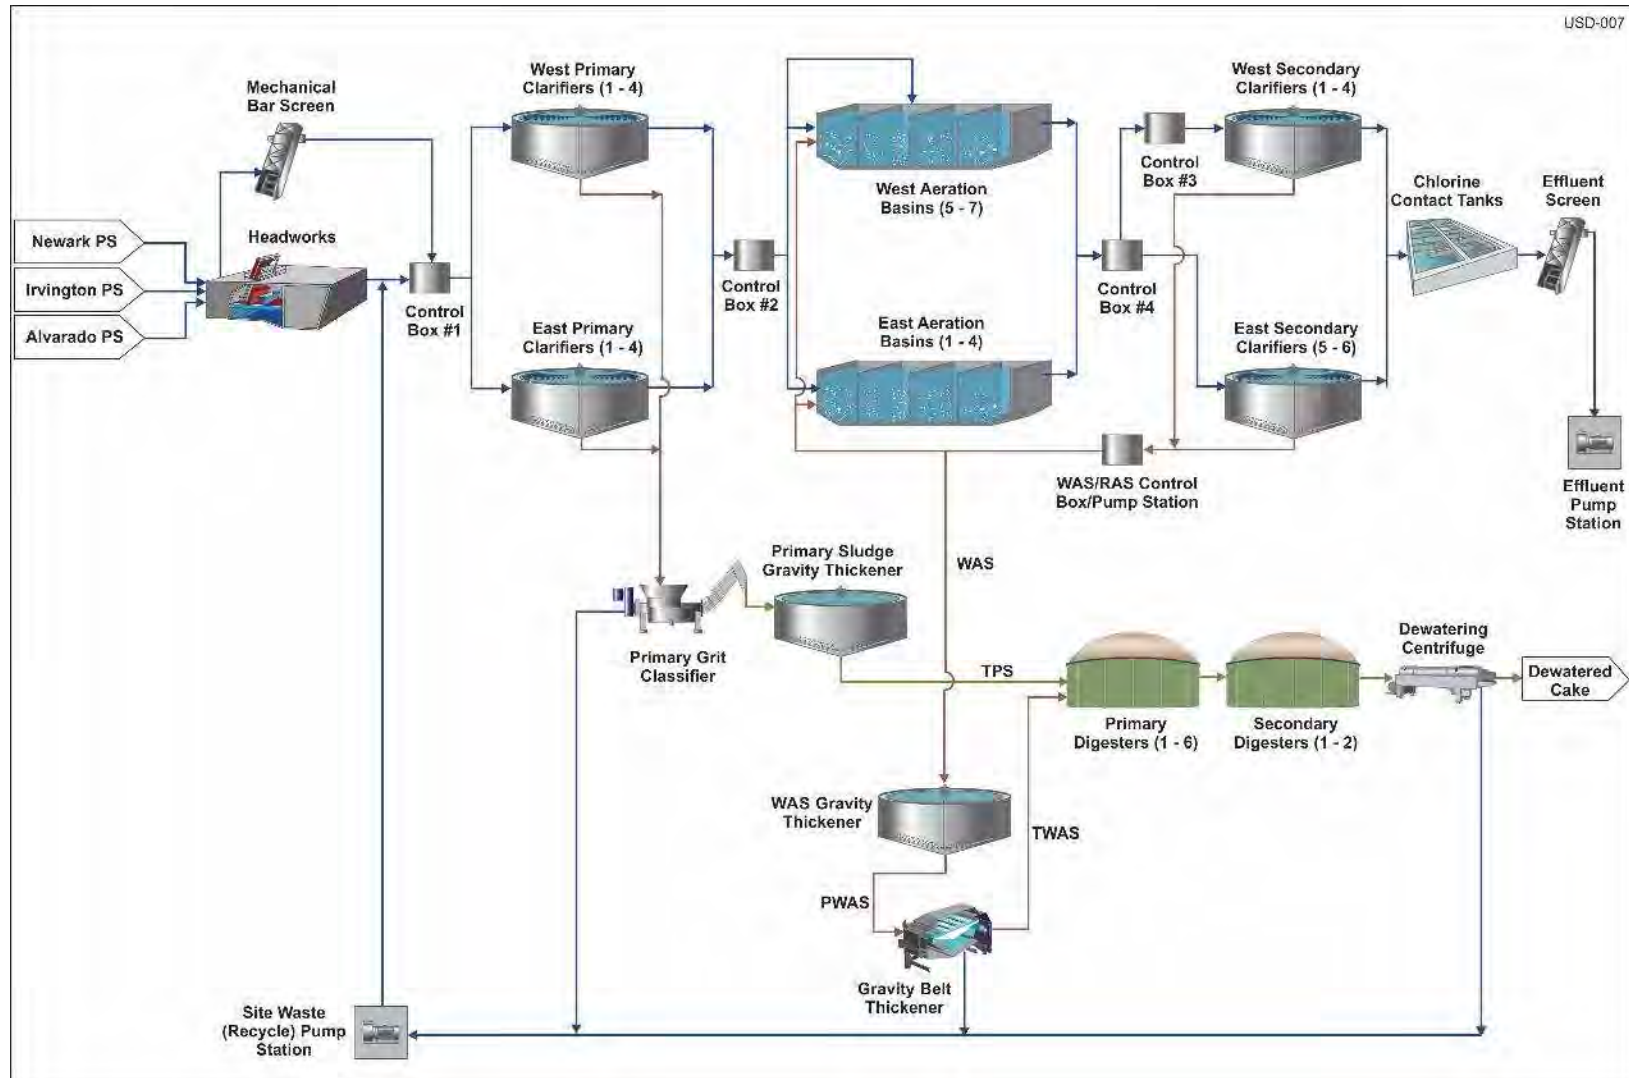 USD-007
West Primary
Clarifiers (1 - 4)
West Secondary
Clarifiers (1 - 4)
Mechanical
Bar Screen
Control
Box #3
West Aeration
Basins (5 - 7)
Chlorine
Contact Tanks
Effluent
Screen
Newark PS
Irvington PS
Alvarado PS
Headworks
Control
Box #1
Control
Box #2
Control
Box #4
East Primary
Clarifiers (1 - 4)
East Aeration
Basins (1 - 4)
East Secondary
Clarifiers (5 - 6)
WAS/RAS Control
Box/Pump Station
Effluent
Pump
Station
Primary Sludge
Gravity Thickener
WAS
Primary Grit
Classifier
TPS
Dewatering
Centrifuge
Dewatered
Cake
Primary
Digesters (1 - 6)
Secondary
Digesters (1 - 2)
WAS Gravity
Thickener
TWAS
PWAS
Gravity Belt
Thickener
Site Waste
(Recycle) Pump
Station